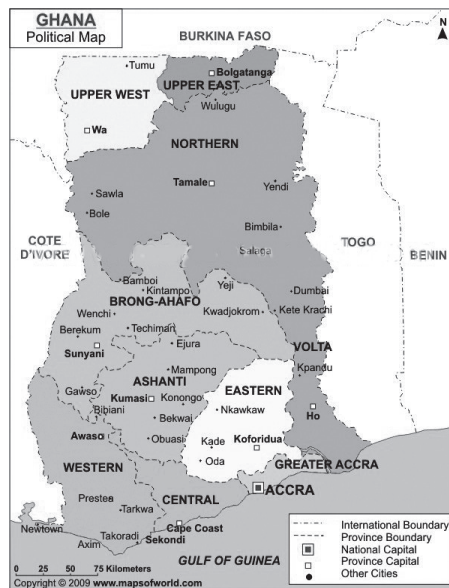 GHANA
Political Map
N
BURKINA FASO
Tumu
Bolgatanga
UPPER EAST
UPPER WEST
Wulugu
Wa
NORTHERN
Tamale
Yendi
Sawla
Bole
Bimbila
COTE
D'IVORE
Salaga
TOGO
BENIN
Bamboi
Kintampo
Yeji
Dumbai
BRONG-AHAFO
Wenchi
Kwadjokrom
Kete Krachi
Techiman
Berekum
Sunyani
Ejura
VOLTA
Kpandu
Mampong
ASHANTI
EASTERN
Gawso
Kumasi
Konongo
Nkawkaw
Bibiani
Bekwai
Ho
Awaso
Obuasi
Kade
Koforidua
Oda
WESTERN
GREATER ACCRA
CENTRAL
ACCRA
Prestea
Tarkwa
Cape Coast
Newtown
Takoradi
Sekondi
Axim
GULF OF GUINEA
0 25 50 75 Kilometers
Copyright © 2009 www.mapsofworld.com
International Boundary
Province Boundary
National Capital
Province Capital
Other Cities